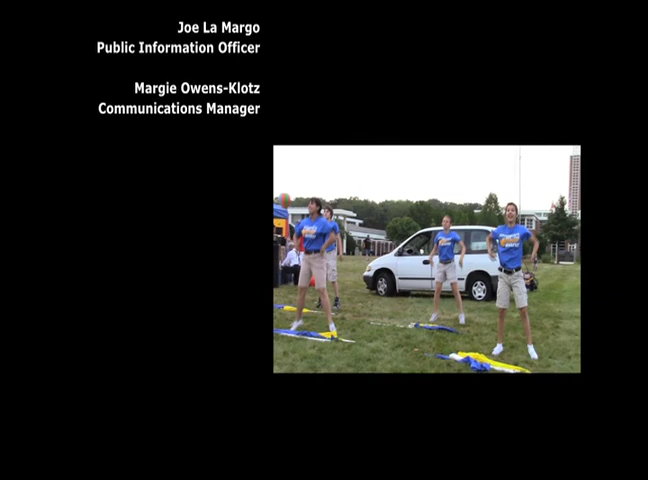 Joe La Margo
Public Information Officer
Margie Owens-Klotz
Communications Manager